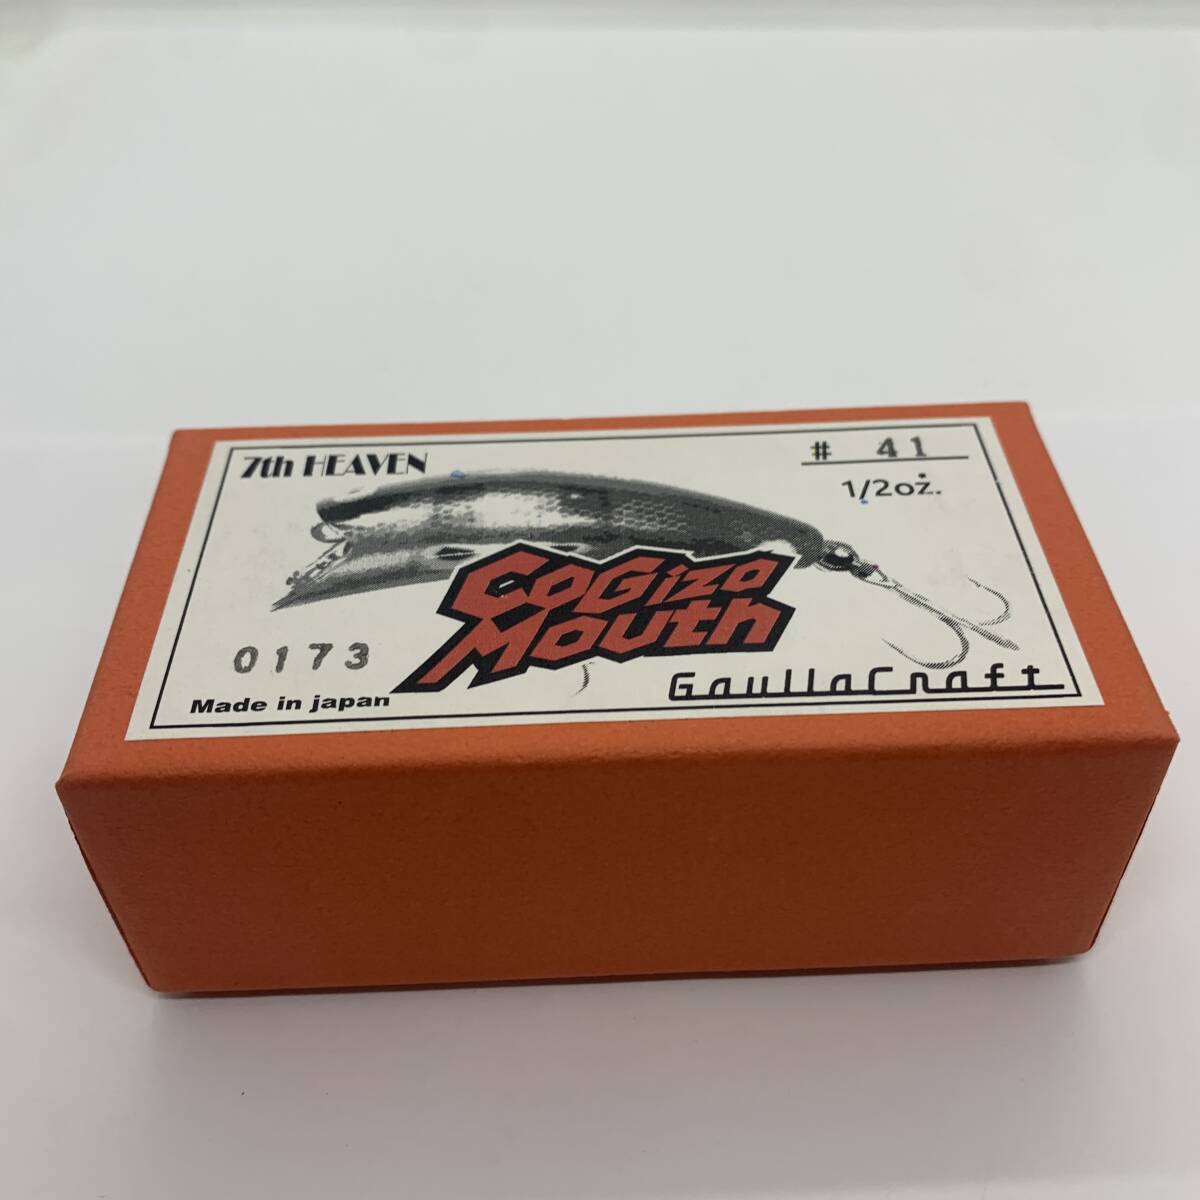 7th HEAVEN
# 41
1/2oz.
CoGizo
Mouth
0173
Made in japan
GaullaCraft